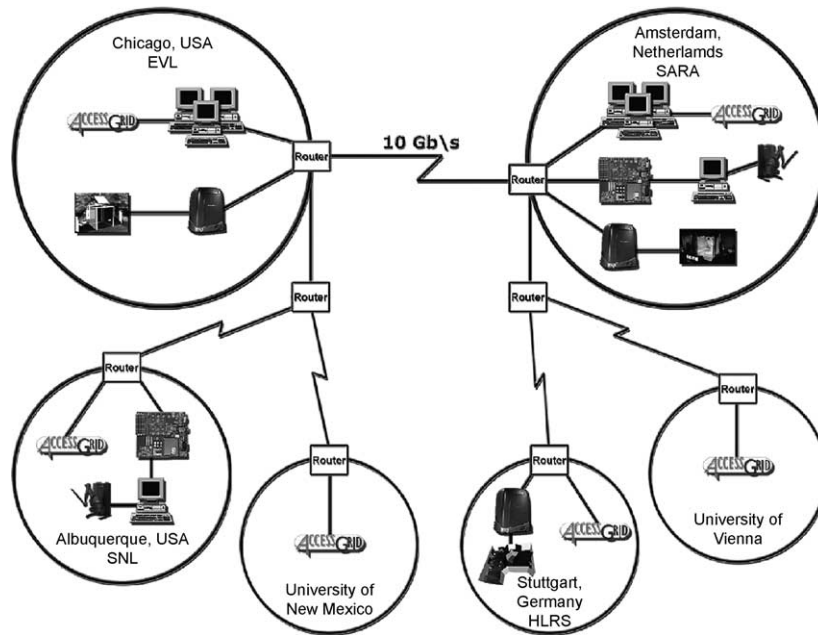 Chicago, USA
EVL
ACCESS GRID
Router
10 Gb\s
Amsterdam,
Netherlamds
SARA
ACCESS GRID
Router
Router
Router
Router
ACCESS GRID
Albuquerque, USA
SNL
Router
ACCESS GRID
University of
New Mexico
Router
ACCESS GRID
Stuttgart,
Germany
HLRS
Router
ACCESS GRID
University of
Vienna